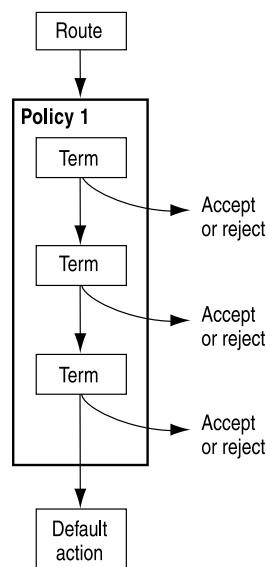 Route
Policy 1
Term
Accept
or reject
Term
Accept
or reject
Term
Accept
or reject
Default
action